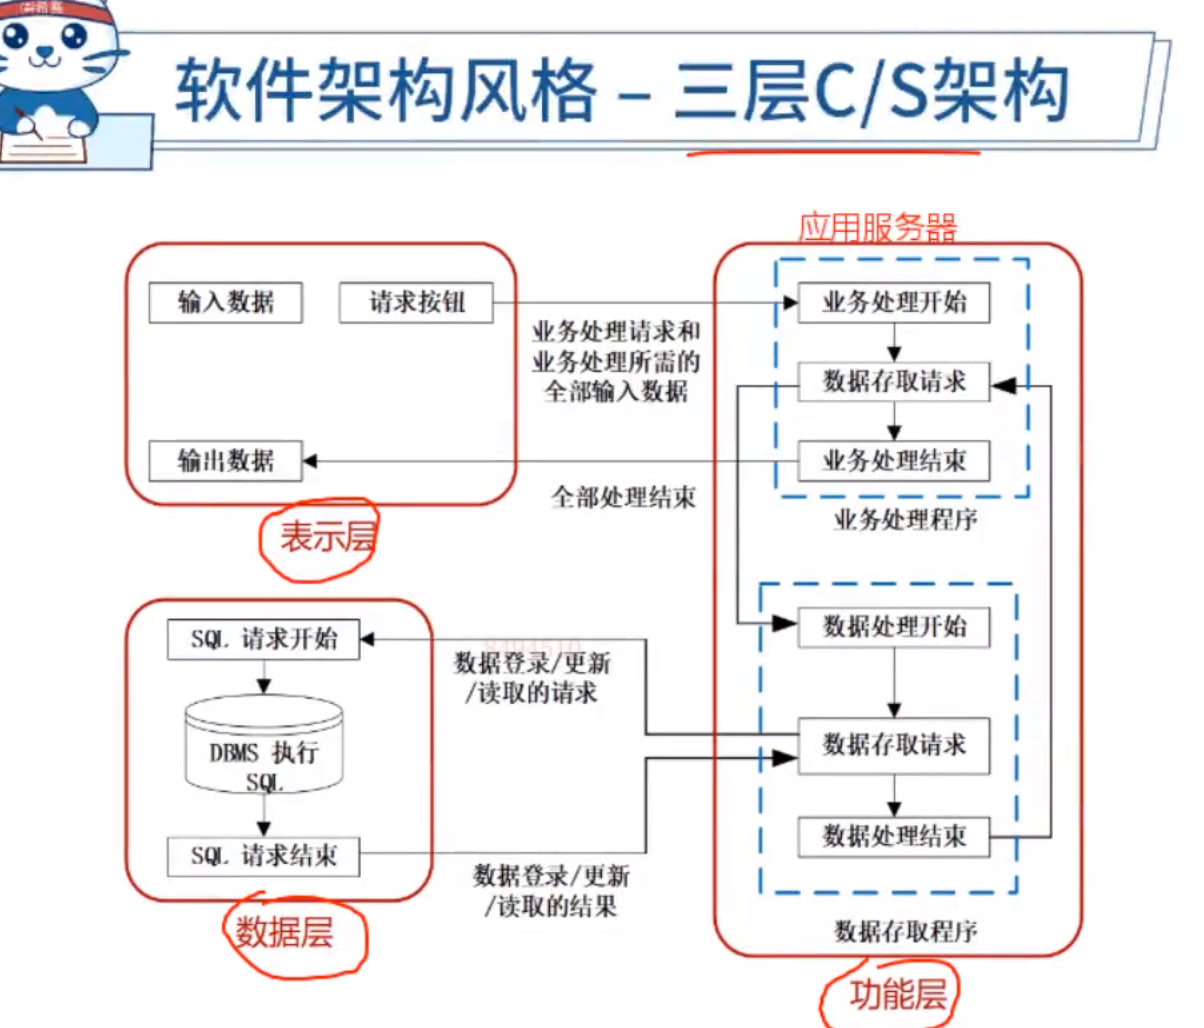 软件架构风格 – 三层C/S架构
应用服务器
输入数据
请求按钮
业务处理请求和
业务处理所需的
全部输入数据
业务处理开始
数据存取请求
输出数据
业务处理结束
全部处理结束
业务处理程序
表示层
SQL 请求开始
数据登录/更新
/读取的请求
数据处理开始
DBMS 执行
SQL
数据存取请求
SQL 请求结束
数据处理结束
数据登录/更新
/读取的结果
数据层
数据存取程序
功能层